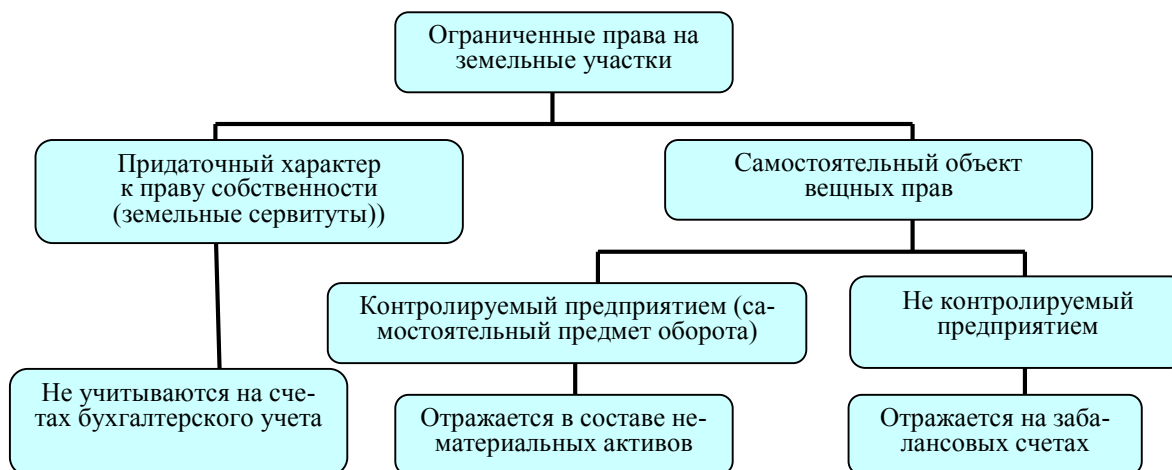 Ограниченные права на
земельные участки
Придаточный характер
к праву собственности
(земельные сервитуты))
Самостоятельный объект
вещных прав
Контролируемый предприятием (са-
мостоятельный предмет оборота)
Не контролируемый
предприятием
Не учитываются на сче-
тах бухгалтерского учета
Отражается в составе не-
материальных активов
Отражается на заба-
лансовых счетах